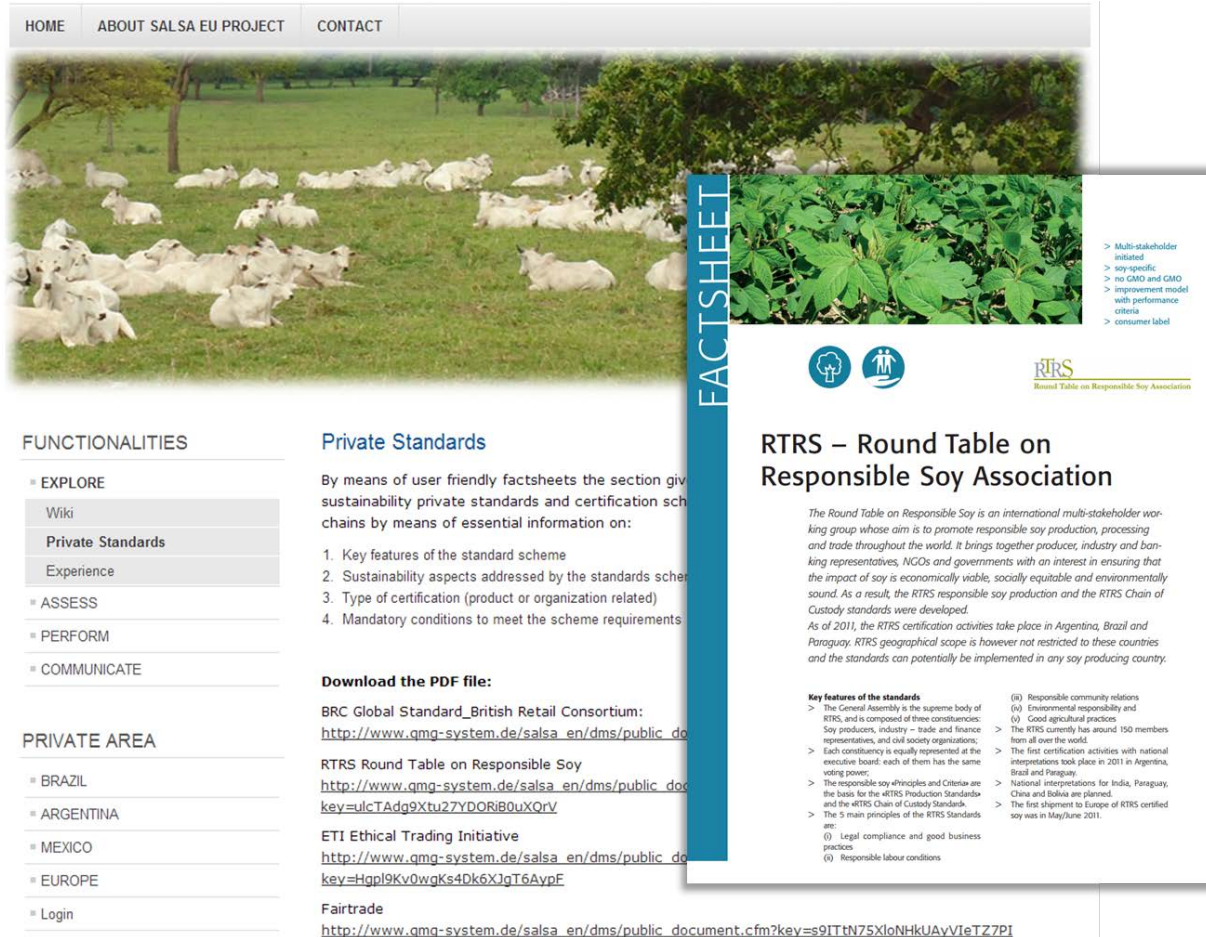 HOME ABOUT SALSA EU PROJECT CONTACT
FACTSHEET
> Multi-stakeholder
initiated
> soy-specific
> no GMO and GMO
> improvement model
with performance
criteria
> consumer label
RTRS
Round Table on Responsible Soy Association
RTRS – Round Table on
Responsible Soy Association
The Round Table on Responsible Soy is an international multi-stakeholder wor-
king group whose aim is to promote responsible soy production, processing
and trade throughout the world. It brings together producer, industry and ban-
king representatives, NGOs and governments with an interest in ensuring that
the impact of soy is economically viable, socially equitable and environmentally
sound. As a result, the RTRS responsible soy production and the RTRS Chain of
Custody standards were developed.
As of 2011, the RTRS certification activities take place in Argentina, Brazil and
Paraguay. RTRS geographical scope is however not restricted to these countries
and the standards can potentially be implemented in any soy producing country.
Key features of the standards
> The General Assembly is the supreme body of
RTRS, and is composed of three constituencies:
Soy producers, industry – trade and finance
representatives, and civil society organizations;
> Each constituency is equally represented at the
executive board: each of them has the same
voting power;
> The responsible soy «Principles and Criteria» are
the basis for the «RTRS Production Standards»
and the «RTRS Chain of Custody Standard».
> The 5 main principles of the RTRS Standards
are:
(i) Legal compliance and good business
practices
(ii) Responsible labour conditions
(iii) Responsible community relations
(iv) Environmental responsibility and
(v) Good agricultural practices
> The RTRS currently has around 150 members
from all over the world.
> The first certification activities with national
interpretations took place in 2011 in Argentina,
Brazil and Paraguay.
> National interpretations for India, Paraguay,
China and Bolivia are planned.
> The first shipment to Europe of RTRS certified
soy was in May/June 2011.
FUNCTIONALITIES
EXPLORE
Wiki
Private Standards
Experience
ASSESS
PERFORM
COMMUNICATE
PRIVATE AREA
BRAZIL
ARGENTINA
MEXICO
EUROPE
Login
Private Standards
By means of user friendly factsheets the section
sustainability private standards and certification
chains by means of essential information on:
1. Key features of the standard scheme
2. Sustainability aspects addressed by the standards
3. Type of certification (product or organization related)
4. Mandatory conditions to meet the scheme requirements
Download the PDF file:
BRC Global Standard_British Retail Consortium:
http://www.qmg-system.de/salsa_en/dms/public_do
RTRS Round Table on Responsible Soy
http://www.qmg-system.de/salsa_en/dms/public_doc
key=ulcTAdg9Xtu27YDORiB0uXQrV
ETI Ethical Trading Initiative
http://www.qmg-system.de/salsa_en/dms/public_do
key=Hgpl9Kv0wgKs4Dk6XJgT6AypF
Fairtrade
http://www.qmg-system.de/salsa_en/dms/public_document.cfm?key=s9ITtN75XloNHkUAyVIeTZ7PI